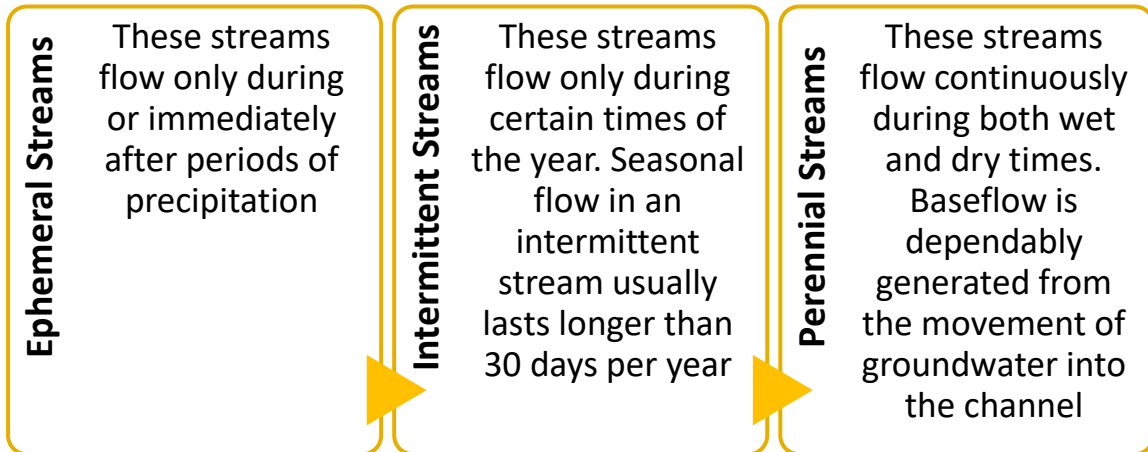 Ephemeral Streams
These streams
flow only during
or immediately
after periods of
precipitation
Intermittent Streams
These streams
flow only during
certain times of
the year. Seasonal
flow in an
intermittent
stream usually
lasts longer than
30 days per year
Perennial Streams
These streams
flow continuously
during both wet
and dry times.
Baseflow is
dependably
generated from
the movement of
groundwater into
the channel